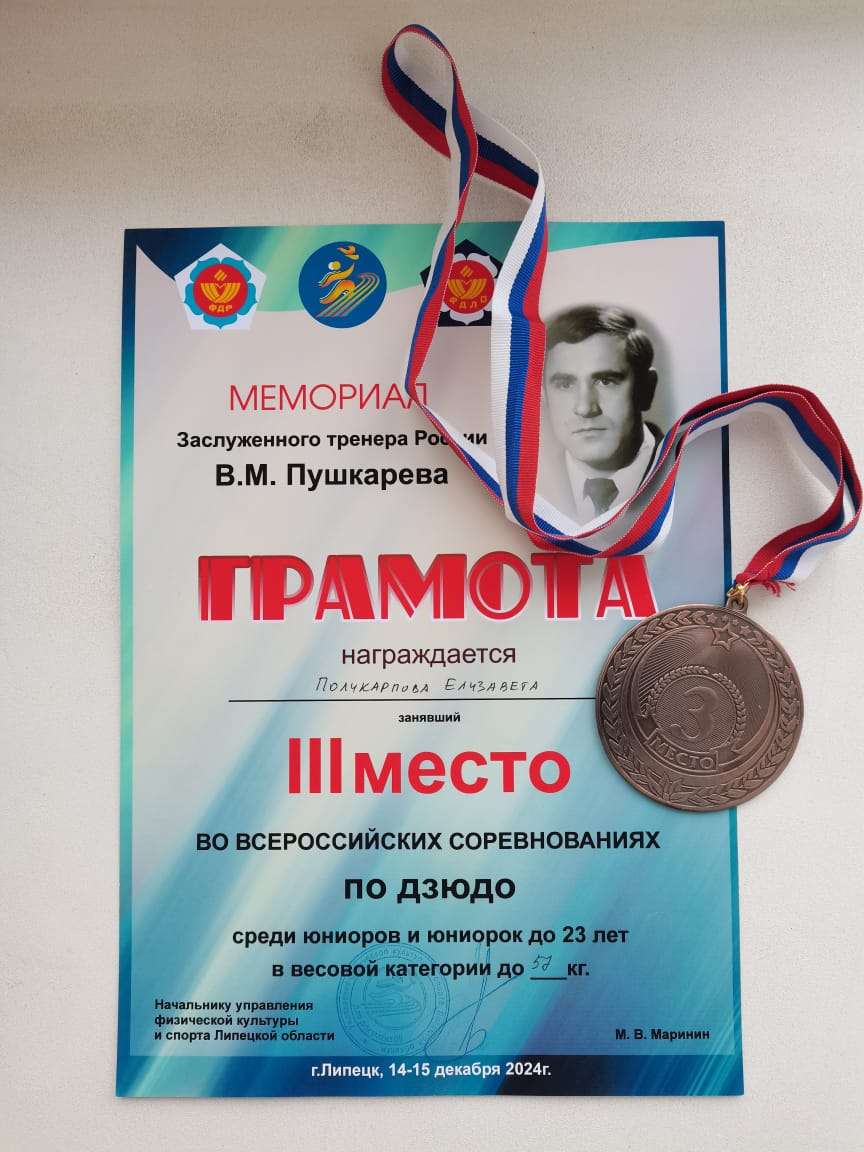 ФДР
ФДЛО
МЕМОРИАЛ
Заслуженного тренера России
В.М. Пушкарева
ГРАМОТА
награждается
Поликарпова Елизавета
занявший
III место
3
МЕСТО
ВО ВСЕРОССИЙСКИХ СОРЕВНОВАНИЯХ
по дзюдо
среди юниоров и юниорок до 23 лет
в весовой категории до 57 кг.
Начальнику управления
физической культуры
и спорта Липецкой области
М. В. Маринин
г.Липецк, 14-15 декабря 2024г.